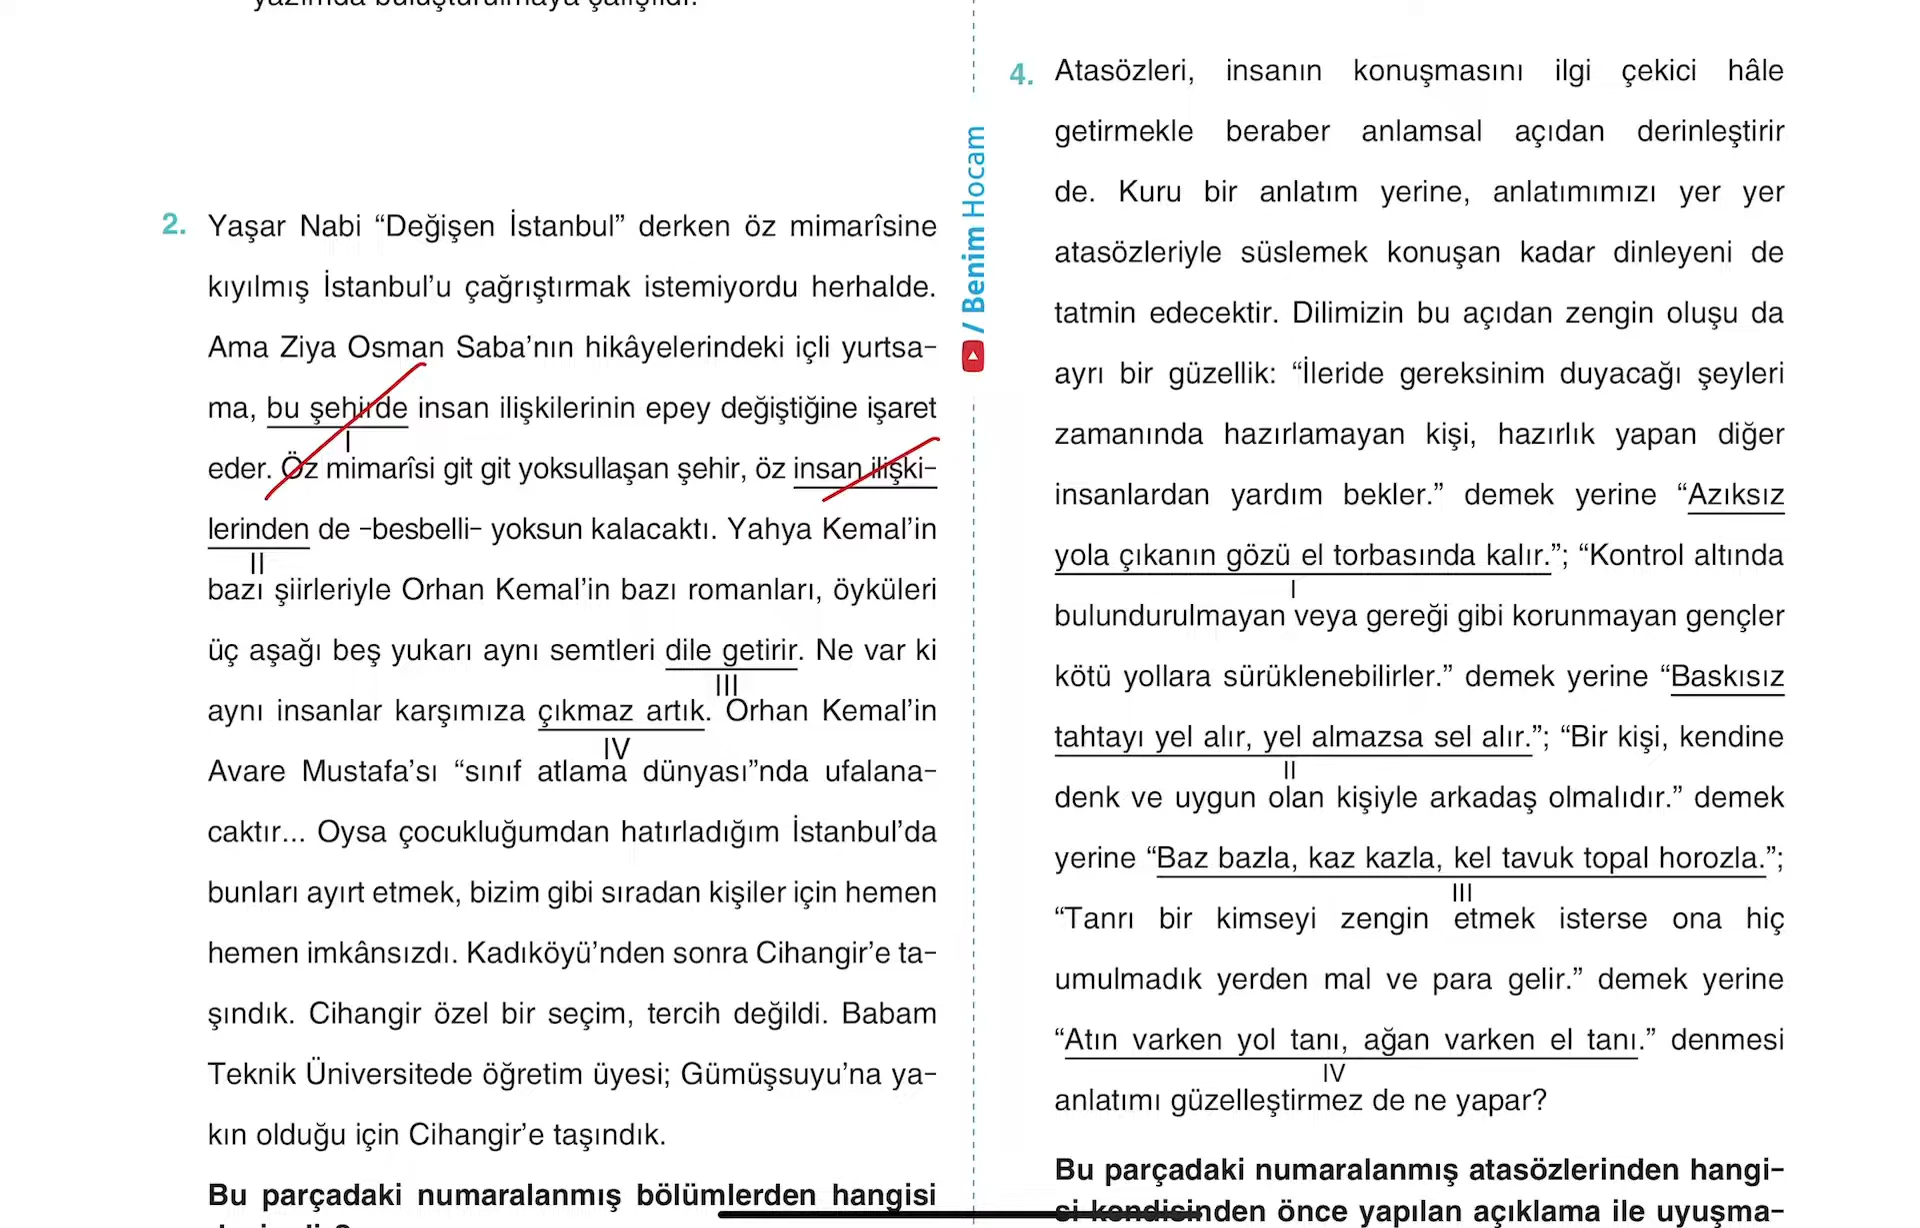 yazımda buluşturulmaya çalışıldı.
2. Yaşar Nabi “Değişen İstanbul” derken öz mimarîsine
kıyılmış İstanbul’u çağrıştırmak istemiyordu herhalde.
Ama Ziya Osman Saba’nın hikâyelerindeki içli yurtsa-
ma, bu şehirde insan ilişkilerinin epey değiştiğine işaret
I
eder. Öz mimarîsi git git yoksullaşan şehir, öz insan ilişki-
lerinden de -besbelli- yoksun kalacaktı. Yahya Kemal’in
II
bazı şiirleriyle Orhan Kemal’in bazı romanları, öyküleri
üç aşağı beş yukarı aynı semtleri dile getirir. Ne var ki
III
aynı insanlar karşımıza çıkmaz artık. Orhan Kemal’in
IV
Avare Mustafa’sı “sınıf atlama dünyası”nda ufalana-
caktır... Oysa çocukluğumdan hatırladığım İstanbul’da
bunları ayırt etmek, bizim gibi sıradan kişiler için hemen
hemen imkânsızdı. Kadıköyü’nden sonra Cihangir’e ta-
şındık. Cihangir özel bir seçim, tercih değildi. Babam
Teknik Üniversitede öğretim üyesi; Gümüşsuyu’na ya-
kın olduğu için Cihangir’e taşındık.
Bu parçadaki numaralanmış bölümlerden hangisi
/ Benim Hocam
4. Atasözleri, insanın konuşmasını ilgi çekici hâle
getirmekle beraber anlamsal açıdan derinleştirir
de. Kuru bir anlatım yerine, anlatımımızı yer yer
atasözleriyle süslemek konuşan kadar dinleyeni de
tatmin edecektir. Dilimizin bu açıdan zengin oluşu da
ayrı bir güzellik: “İleride gereksinim duyacağı şeyleri
zamanında hazırlamayan kişi, hazırlık yapan diğer
insanlardan yardım bekler.” demek yerine “Azıksız
yola çıkanın gözü el torbasında kalır.”; “Kontrol altında
I
bulundurulmayan veya gereği gibi korunmayan gençler
kötü yollara sürüklenebilirler.” demek yerine “Baskısız
tahtayı yel alır, yel almazsa sel alır.”; “Bir kişi, kendine
II
denk ve uygun olan kişiyle arkadaş olmalıdır.” demek
yerine “Baz bazla, kaz kazla, kel tavuk topal horozla.”;
III
“Tanrı bir kimseyi zengin etmek isterse ona hiç
umulmadık yerden mal ve para gelir.” demek yerine
“Atın varken yol tanı, ağan varken el tanı.” denmesi
IV
anlatımı güzelleştirmez de ne yapar?
Bu parçadaki numaralanmış atasözlerinden hangi-
si kendisinden önce yapılan açıklama ile uyuşma-